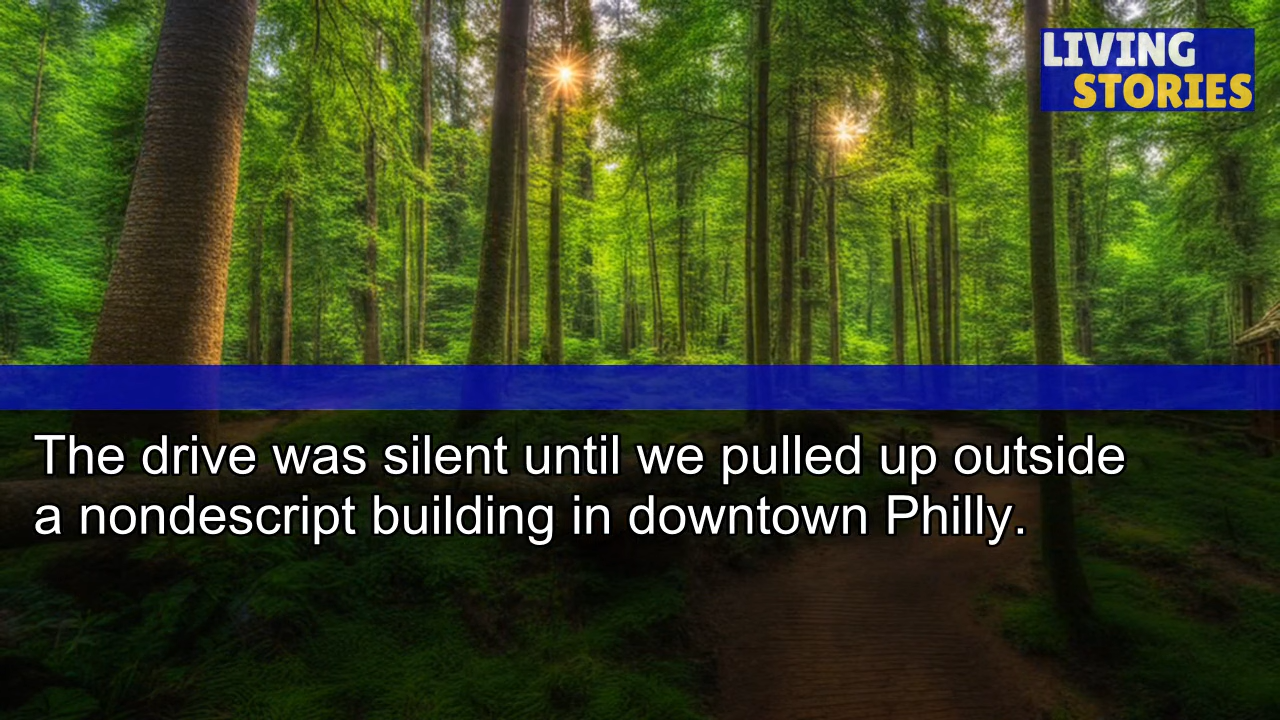 LIVING
STORIES
The drive was silent until we pulled up outside
a nondescript building in downtown Philly.